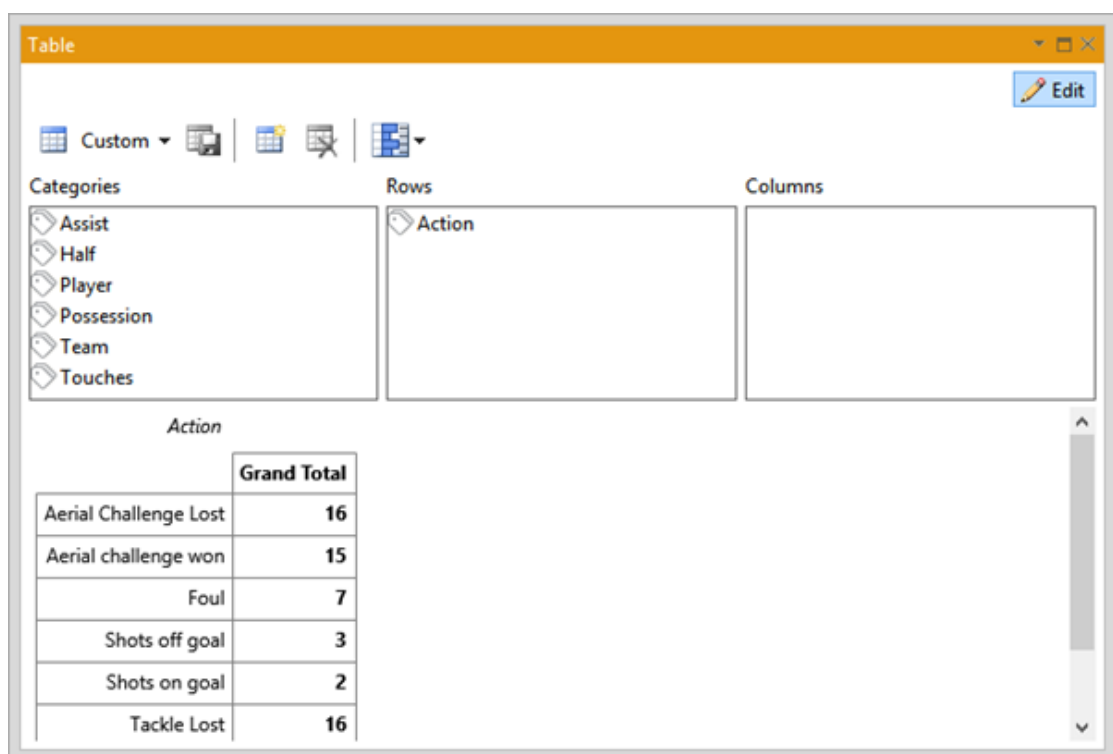 Table
Edit
Custom
Categories Rows Columns
Assist Action
Half
Player
Possession
Team
Touches
Action
Grand Total
Aerial Challenge Lost 16
Aerial challenge won 15
Foul 7
Shots off goal 3
Shots on goal 2
Tackle Lost 16